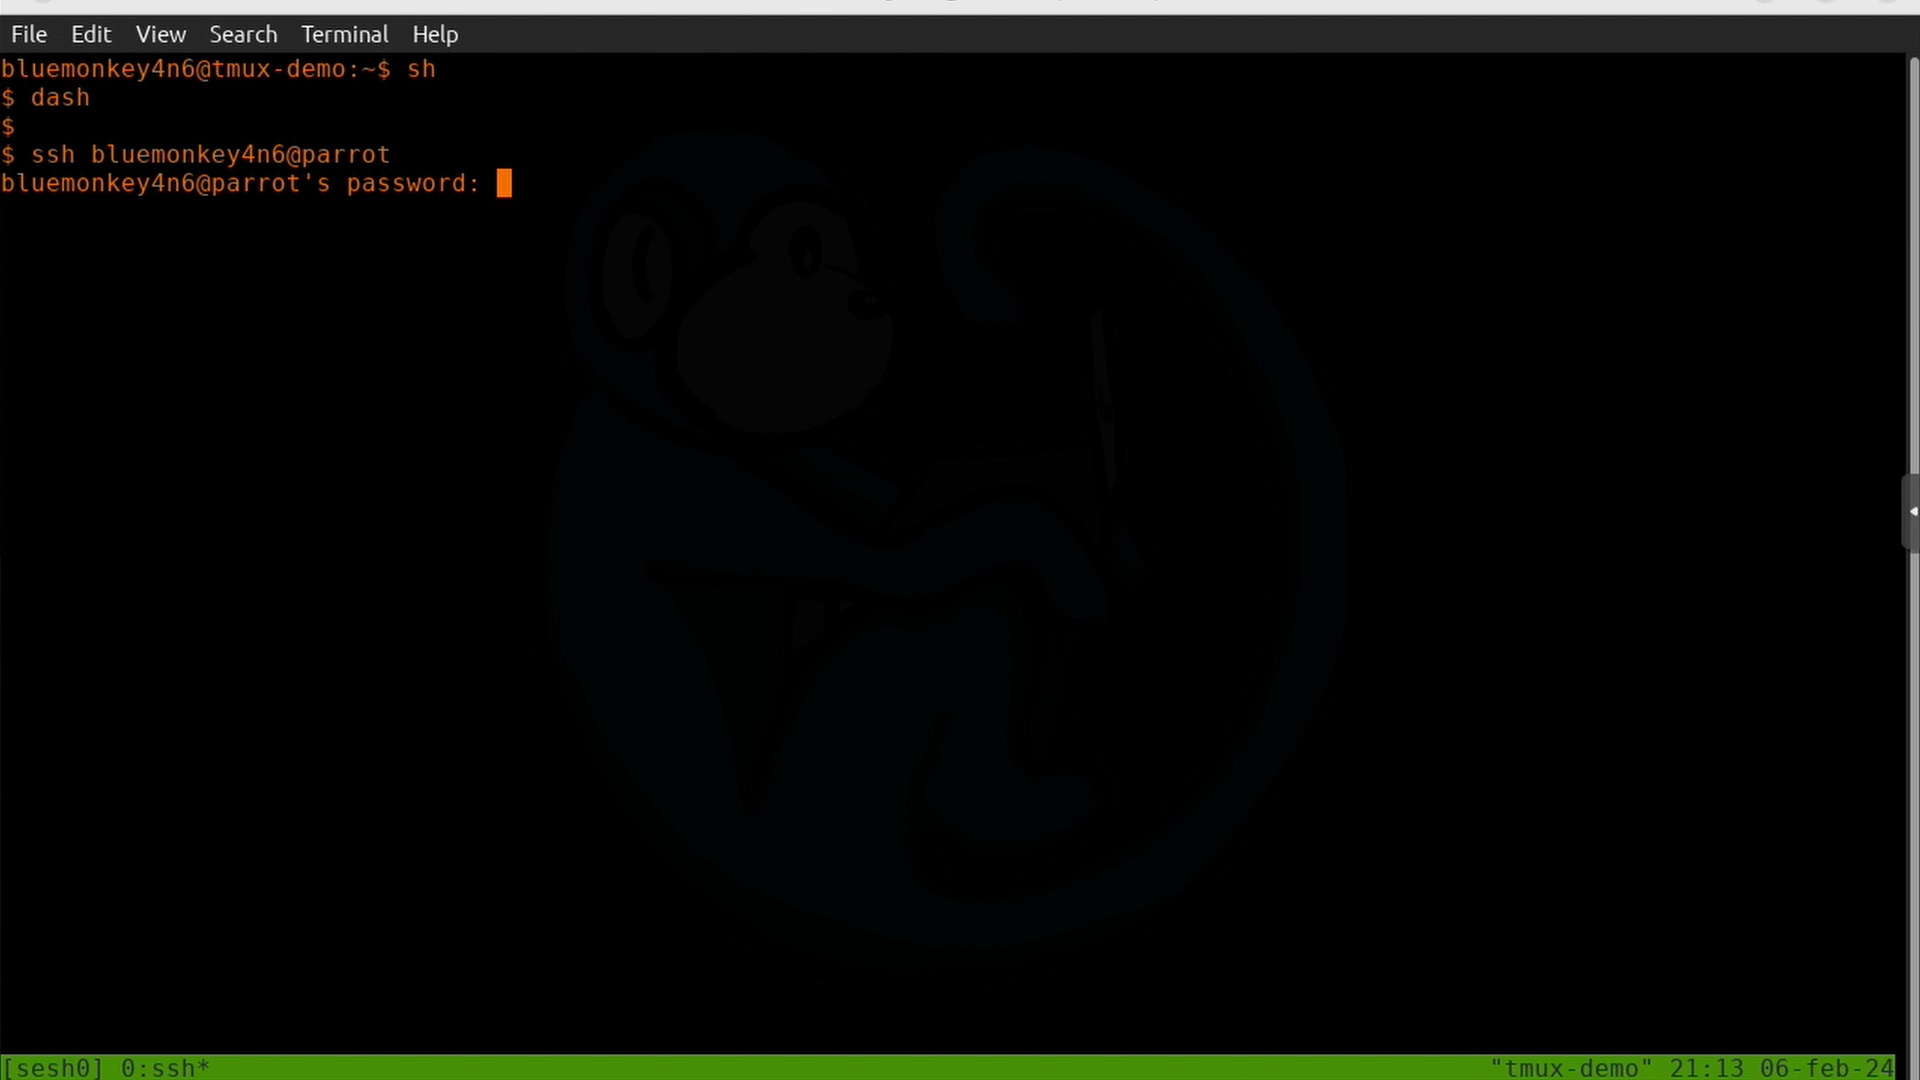 File Edit View Search Terminal Help
bluemonkey4n6@tmux-demo:~$ sh
$ dash
$
$ ssh bluemonkey4n6@parrot
bluemonkey4n6@parrot's password:
[sesh0] 0:ssh* "tmux-demo" 21:13 06-feb-24